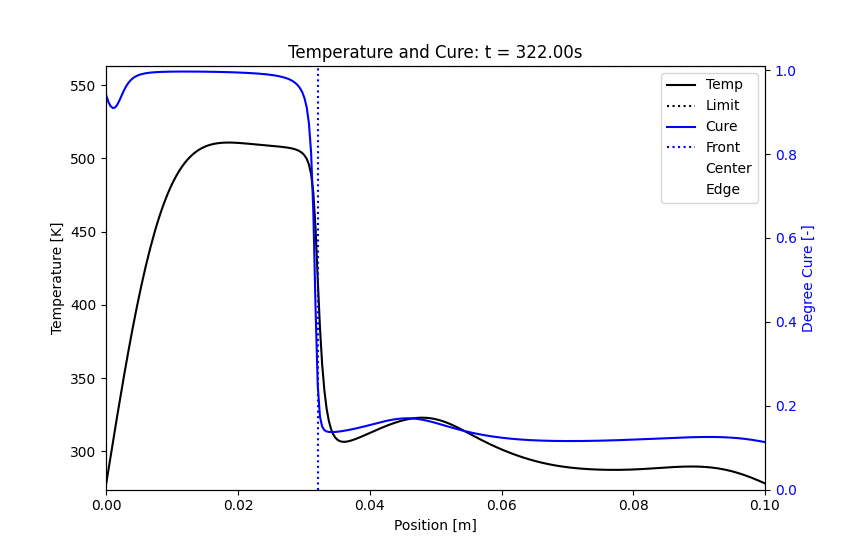 Temperature and Cure: t = 322.00s
Temperature [K]
550
500
450
400
350
300
Temp
Limit
Cure
Front
Center
Edge
1.0
0.8
0.6
0.4
0.2
0.0
Degree Cure [-]
0.00
0.02
0.04
0.06
0.08
0.10
Position [m]